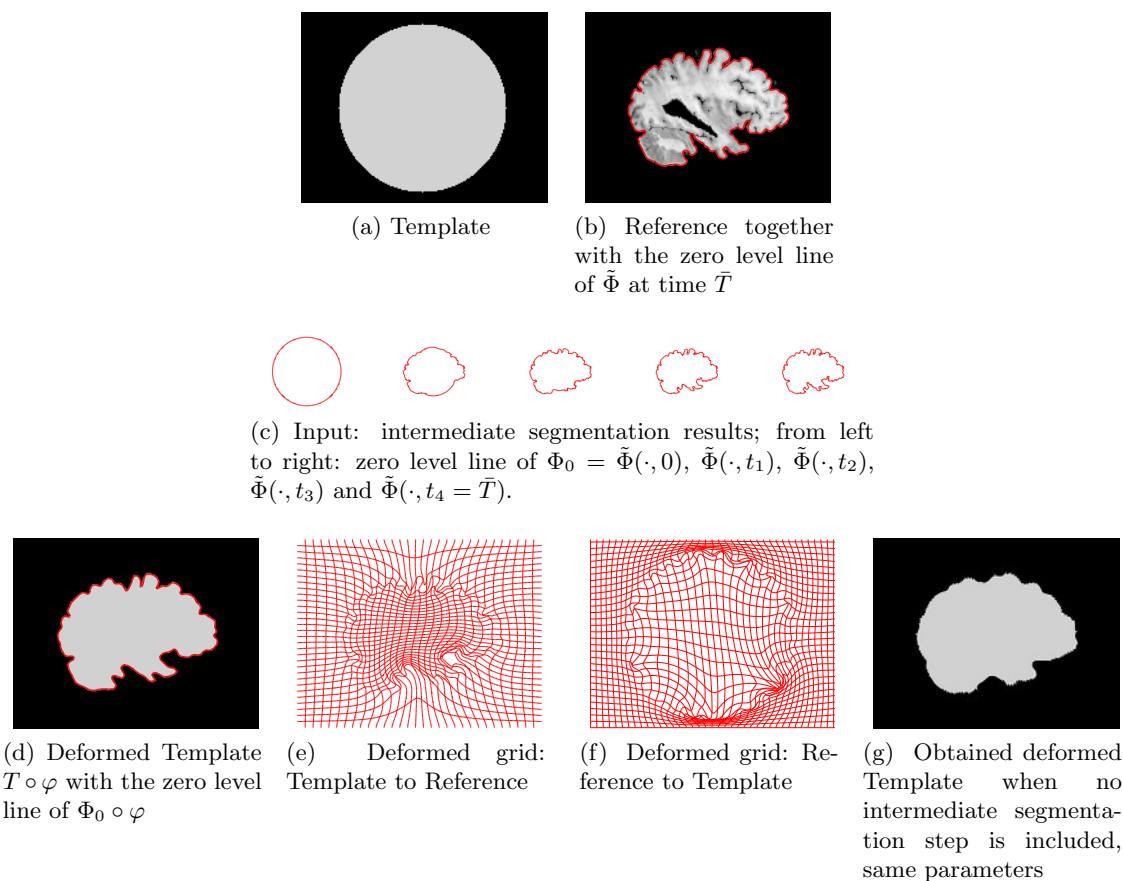 (a) Template
(b) Reference together
with the zero level line
of Φ̃ at time T̄
(c) Input: intermediate segmentation results; from left
to right: zero level line of Φ₀ = Φ̃(·, 0), Φ̃(·, t₁), Φ̃(·, t₂),
Φ̃(·, t₃) and Φ̃(·, t₄ = T̄).
(d) Deformed Template
T ∘ φ with the zero level
line of Φ₀ ∘ φ
(e) Deformed grid:
Template to Reference
(f) Deformed grid: Re-
ference to Template
(g) Obtained deformed
Template when no
intermediate segmenta-
tion step is included,
same parameters